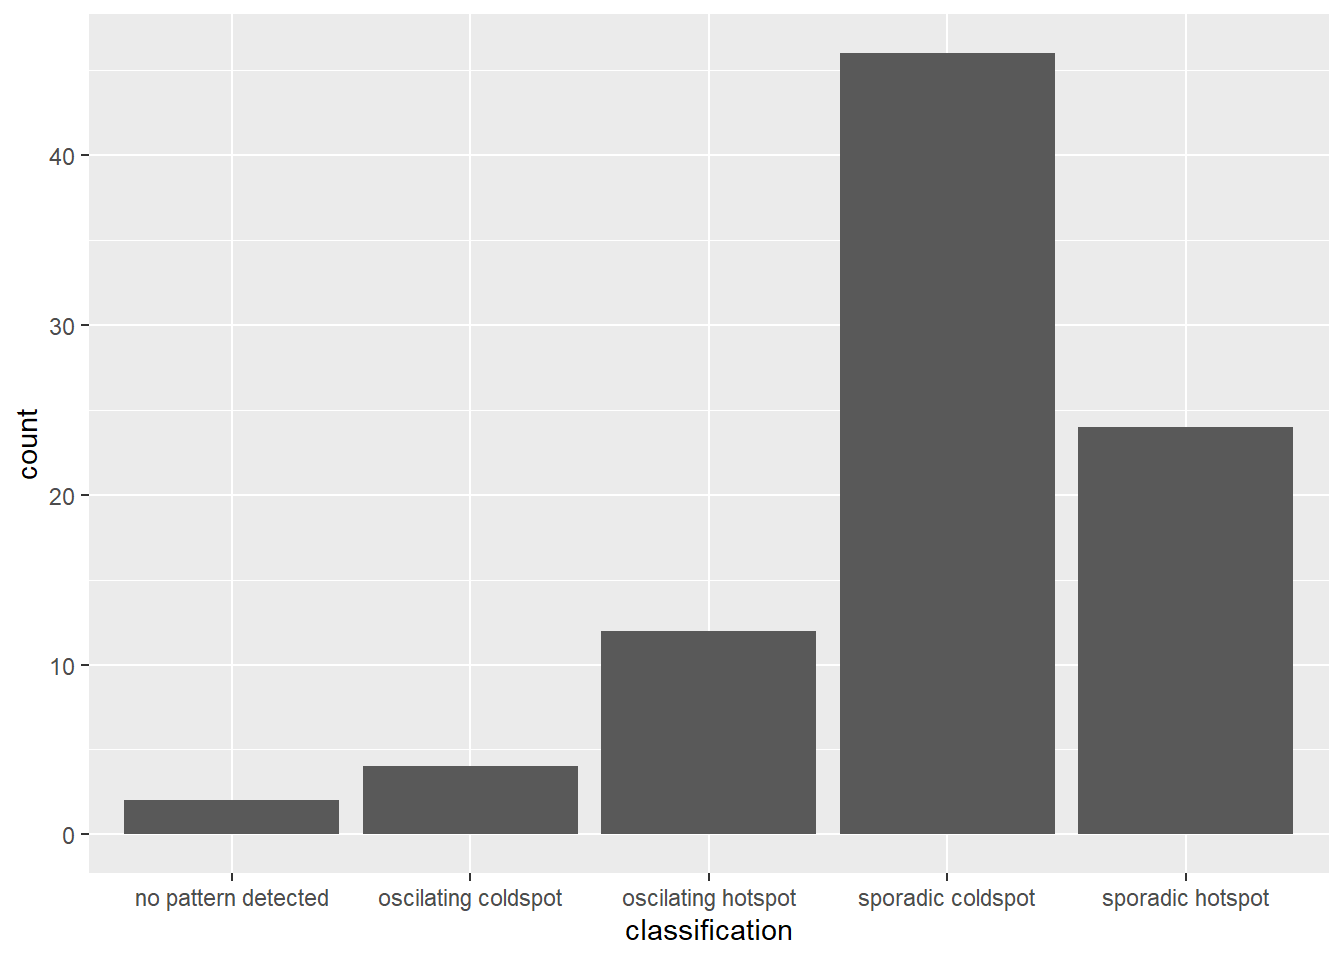 40
30
20
10
0
count
no pattern detected
oscilating coldspot
oscilating hotspot
sporadic coldspot
sporadic hotspot
classification